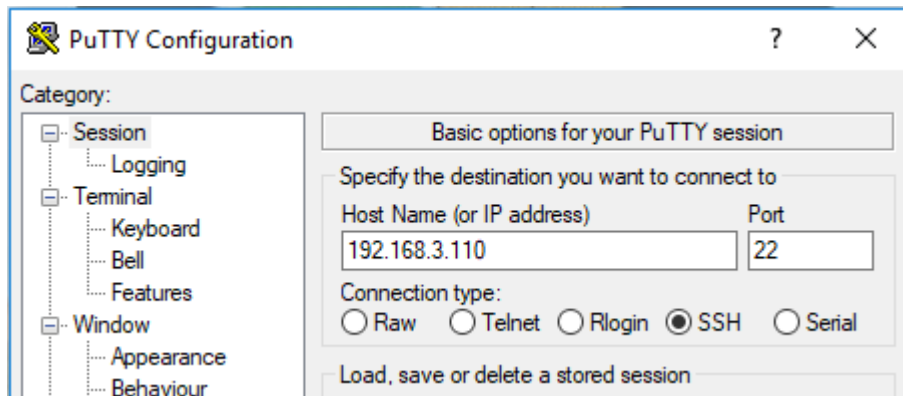 PuTTY Configuration
?
Category:
Session
Logging
Terminal
Keyboard
Bell
Features
Window
Appearance
Behaviour
Basic options for your PuTTY session
Specify the destination you want to connect to
Host Name (or IP address) Port
192.168.3.110 22
Connection type:
Raw Telnet Rlogin SSH Serial
Load, save or delete a stored session